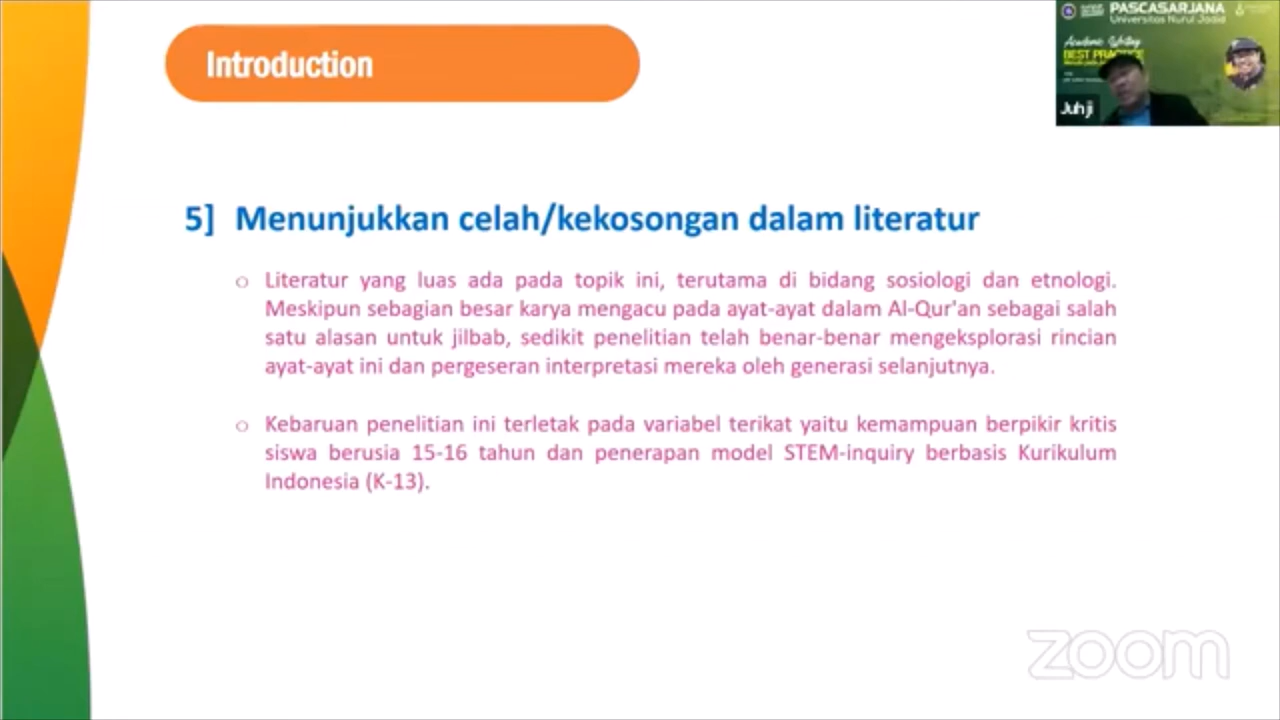 Introduction
PASCASARJANA
Universitas Nurul Jadid
Academic Writing
BEST PRACTICE
Juhji
5] Menunjukkan celah/kekosongan dalam literatur
o Literatur yang luas ada pada topik ini, terutama di bidang sosiologi dan etnologi.
Meskipun sebagian besar karya mengacu pada ayat-ayat dalam Al-Qur'an sebagai salah
satu alasan untuk jilbab, sedikit penelitian telah benar-benar mengeksplorasi rincian
ayat-ayat ini dan pergeseran interpretasi mereka oleh generasi selanjutnya.
o Kebaruan penelitian ini terletak pada variabel terikat yaitu kemampuan berpikir kritis
siswa berusia 15-16 tahun dan penerapan model STEM-inquiry berbasis Kurikulum
Indonesia (K-13).
zoom